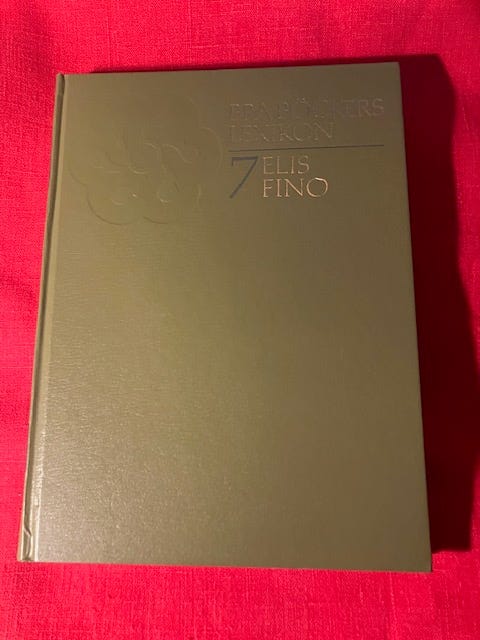 BRA BÖCKERS
LEXIKON
7 ELIS
FINO